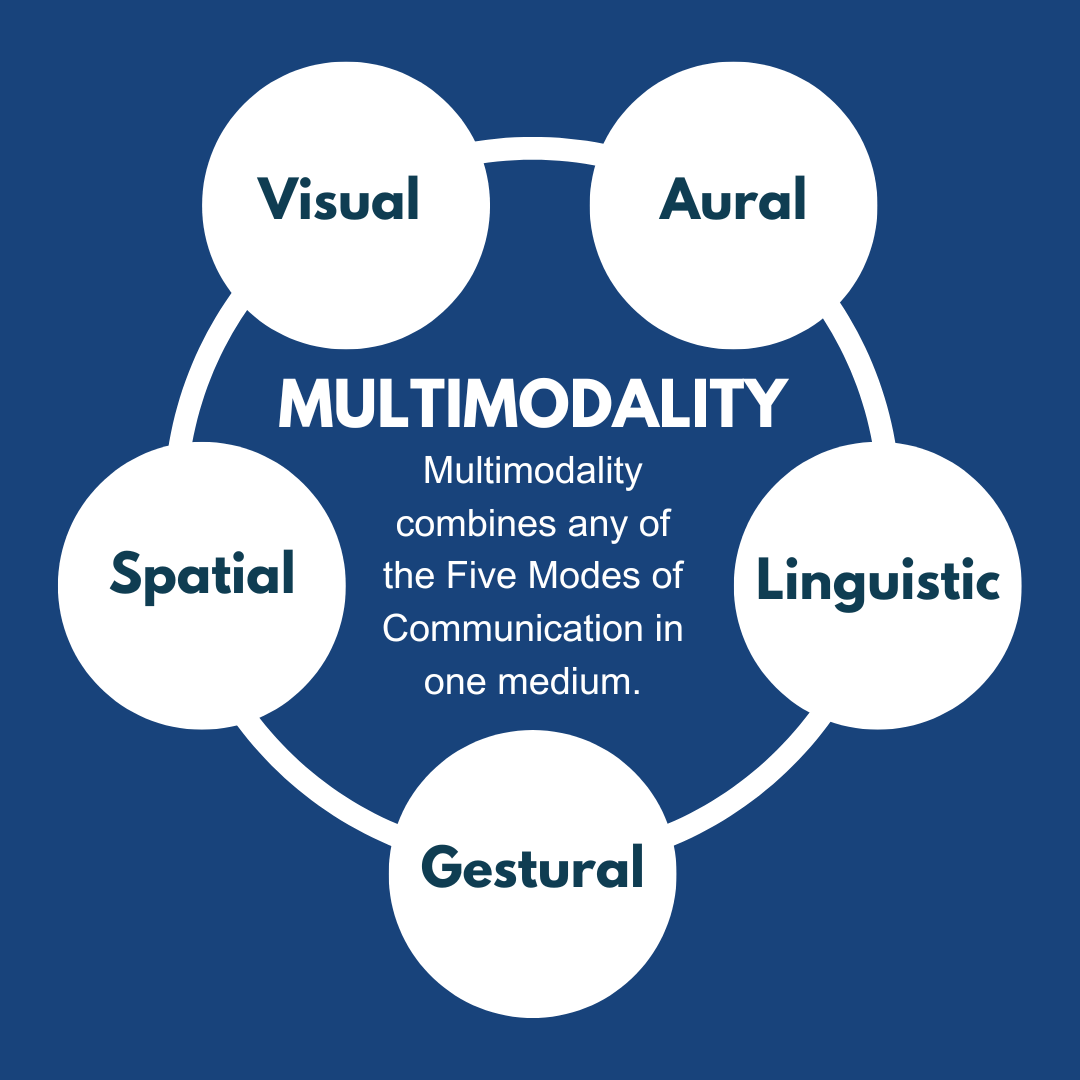 Visual
Aural
MULTIMODALITY
Multimodality
combines any of
the Five Modes of
Communication in
one medium.
Spatial
Linguistic
Gestural